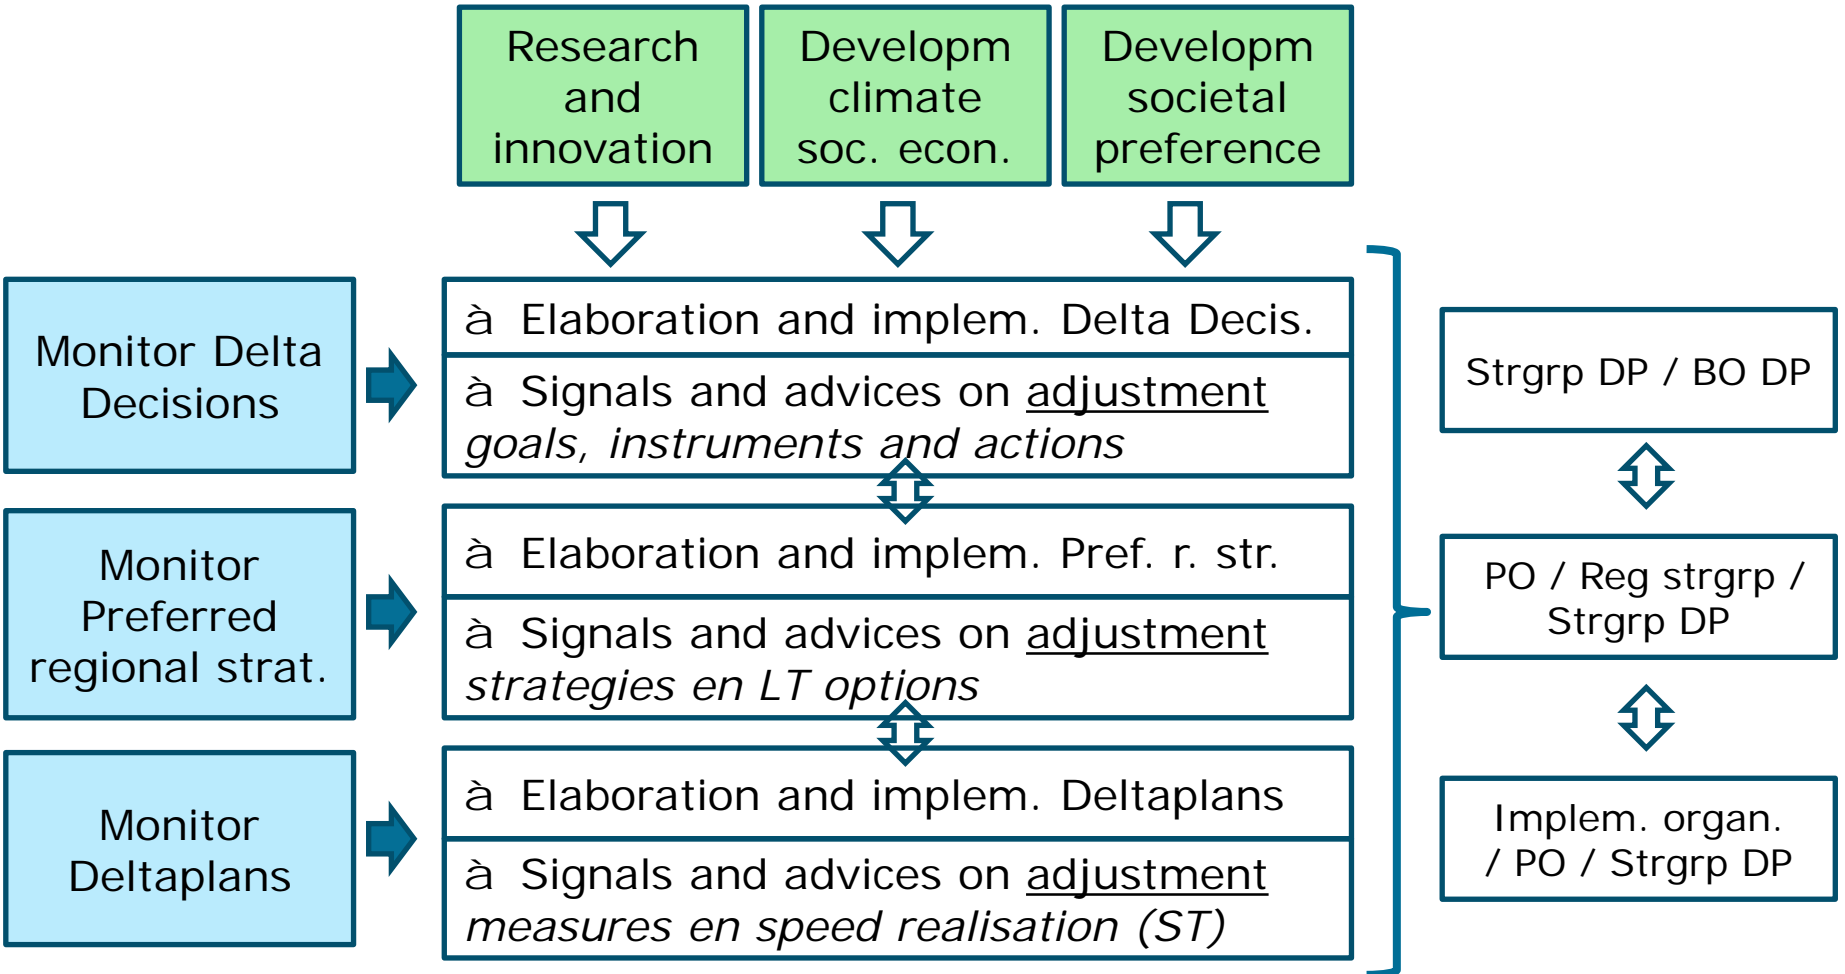 Research
and
innovation
Developm
climate
soc. econ.
Developm
societal
preference
Monitor Delta
Decisions
à Elaboration and implem. Delta Decis.
à Signals and advices on adjustment
goals, instruments and actions
Strgrp DP / BO DP
Monitor
Preferred
regional strat.
à Elaboration and implem. Pref. r. str.
à Signals and advices on adjustment
strategies en LT options
PO / Reg strgrp /
Strgrp DP
Monitor
Deltaplans
à Elaboration and implem. Deltaplans
à Signals and advices on adjustment
measures en speed realisation (ST)
Implem. organ.
/ PO / Strgrp DP